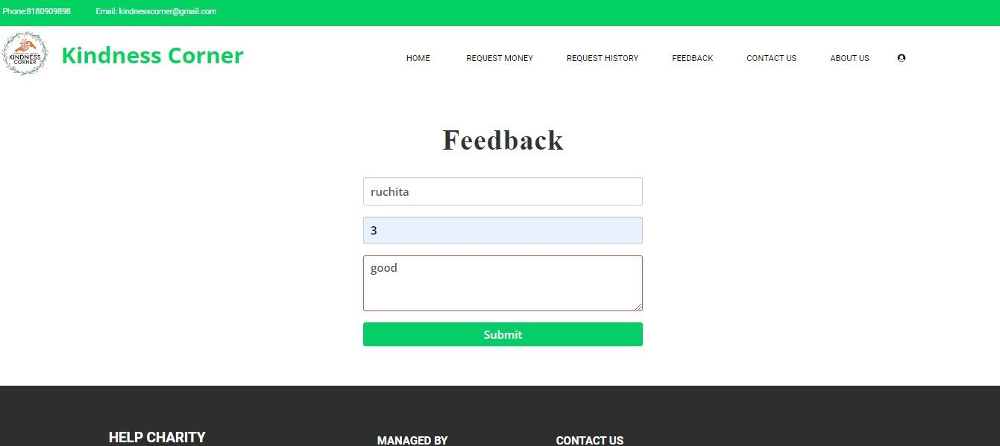 Phone:8180909898 Email: kindnesscorner@gmail.com
KINDNESS
CORNER
Kindness Corner
HOME REQUEST MONEY REQUEST HISTORY FEEDBACK CONTACT US ABOUT US
Feedback
ruchita
3
good
Submit
HELP CHARITY MANAGED BY CONTACT US